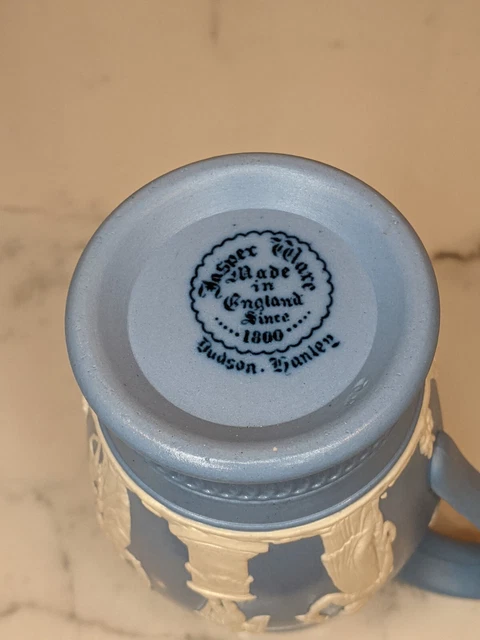 Jasper Ware
Made
in
England
Since
1800
Dudson. Hanley